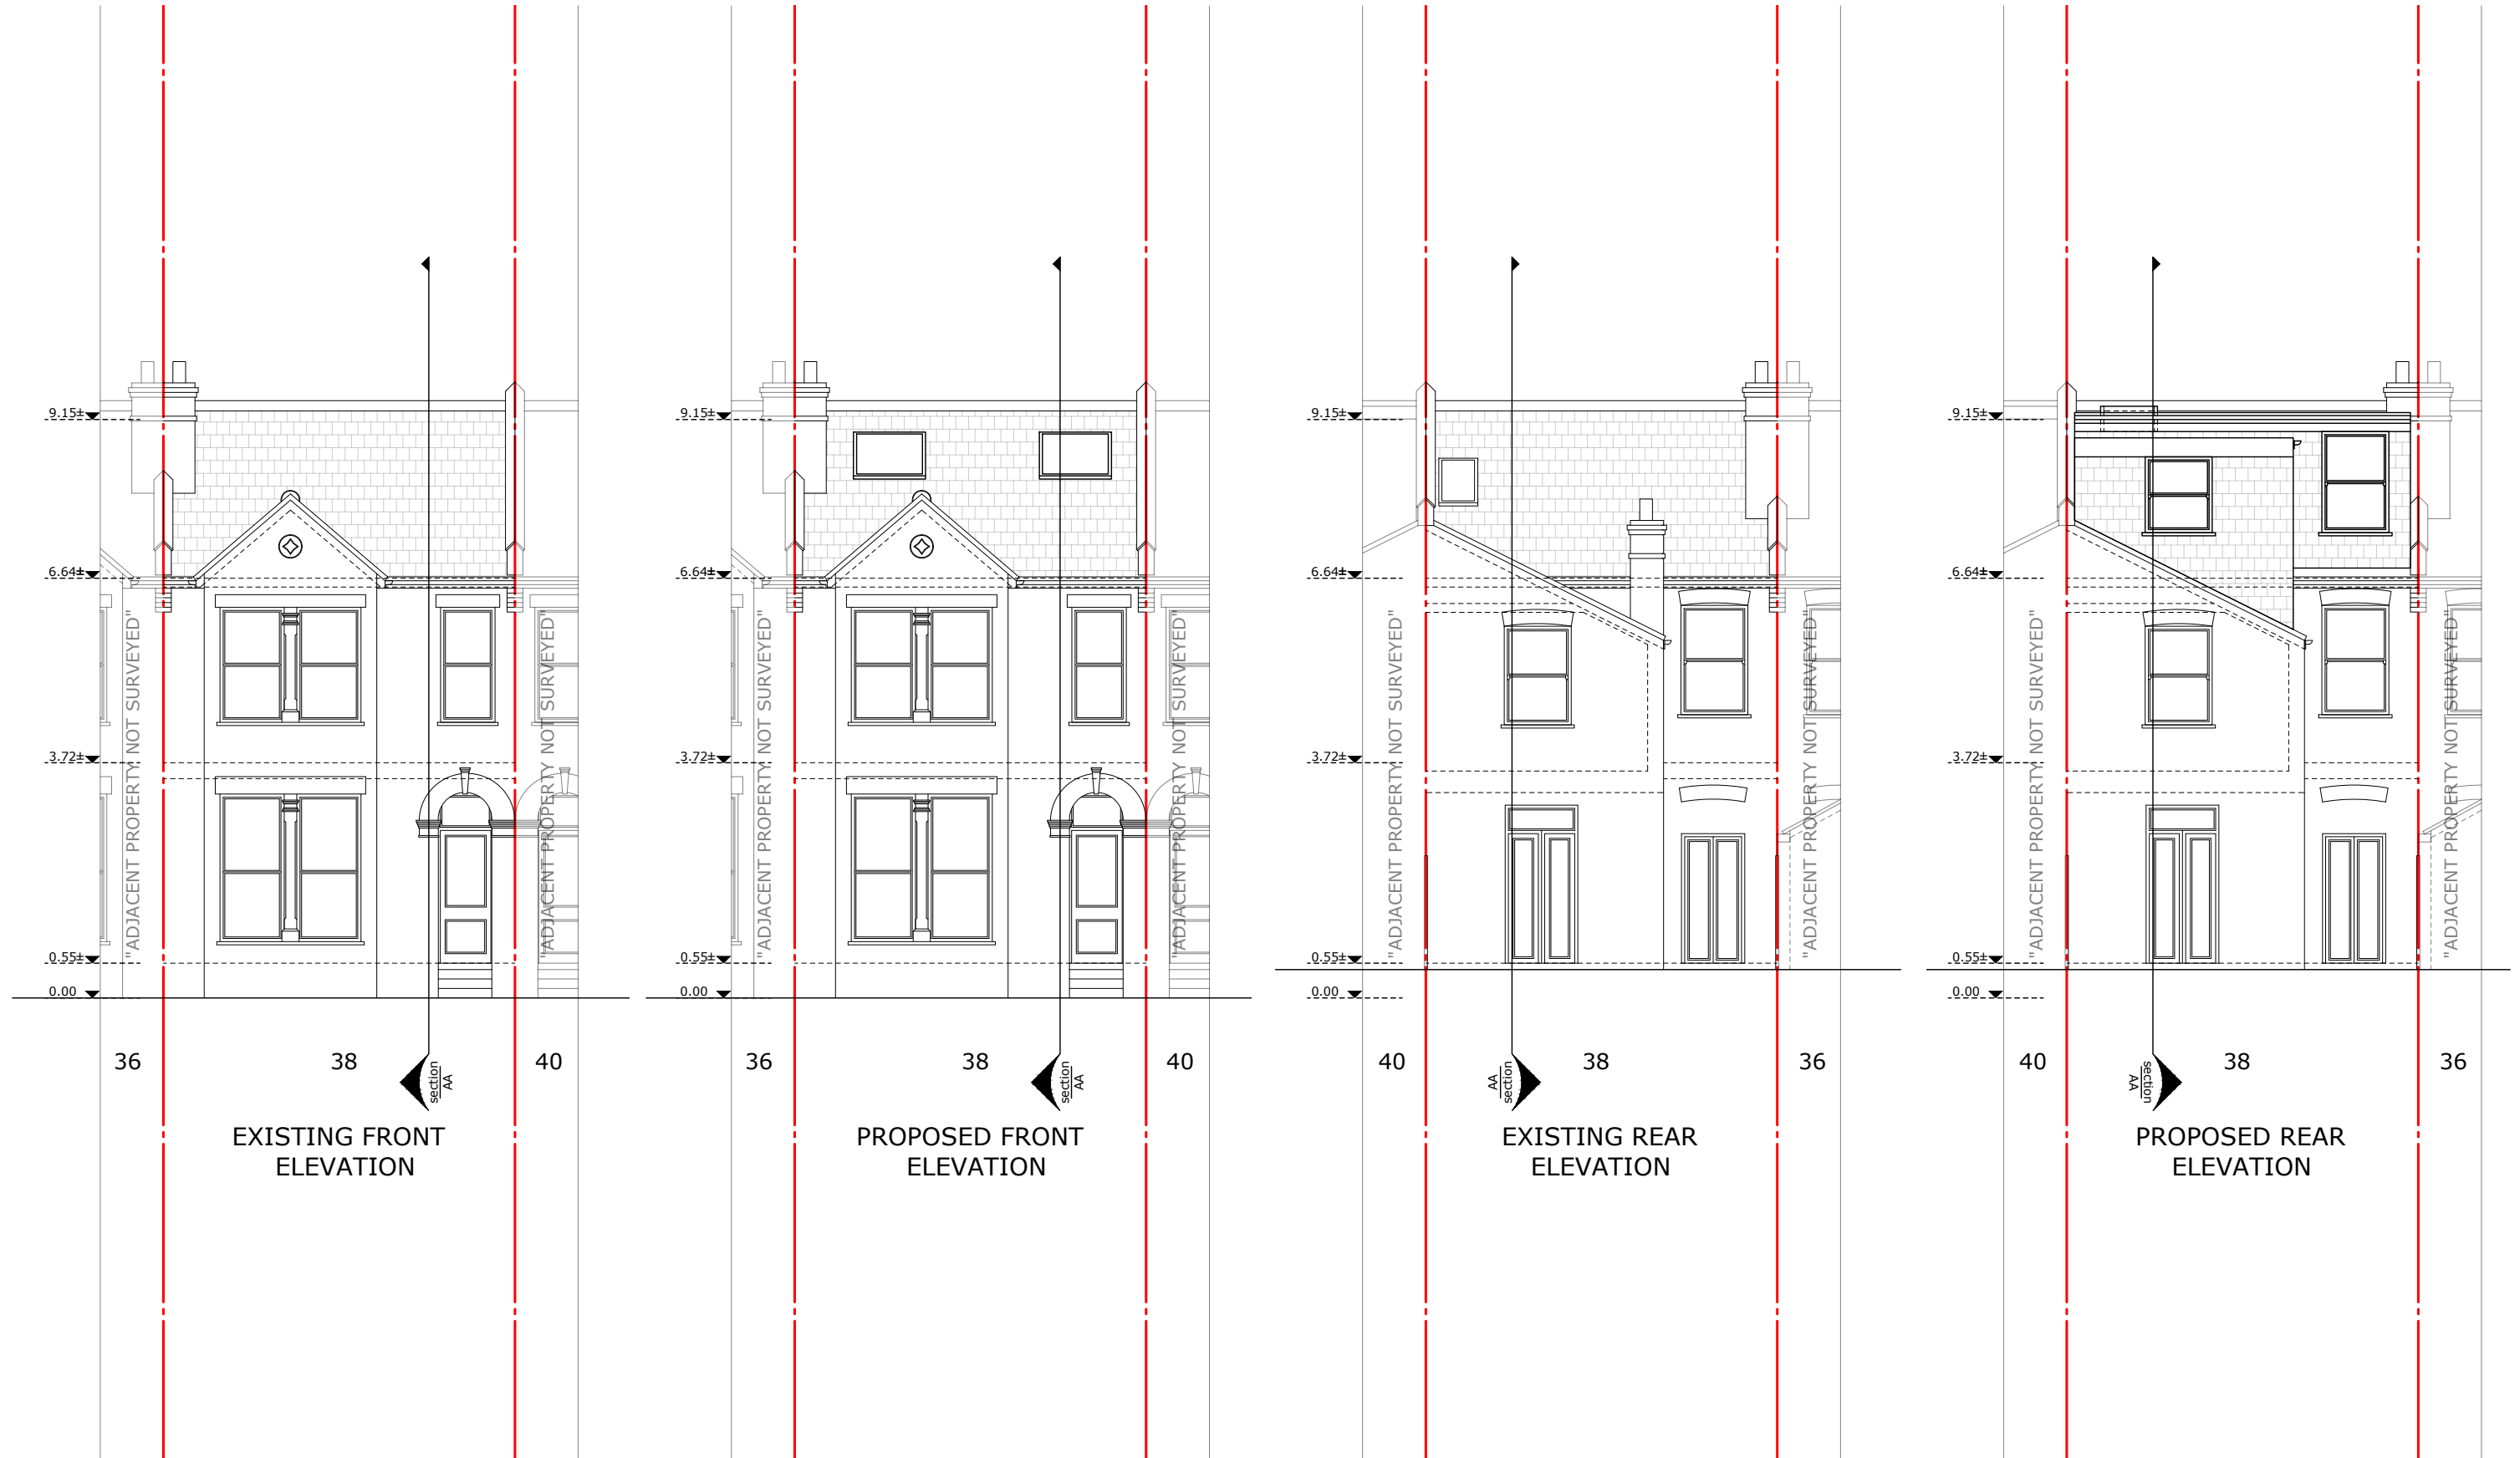 9.15±
6.64±
3.72±
0.55±
0.00
"ADJACENT PROPERTY NOT SURVEYED"
"ADJACENT PROPERTY NOT SURVEYED"
36
38
40
section
AA
EXISTING FRONT
ELEVATION
9.15±
6.64±
3.72±
0.55±
0.00
"ADJACENT PROPERTY NOT SURVEYED"
"ADJACENT PROPERTY NOT SURVEYED"
36
38
40
section
AA
PROPOSED FRONT
ELEVATION
9.15±
6.64±
3.72±
0.55±
0.00
"ADJACENT PROPERTY NOT SURVEYED"
"ADJACENT PROPERTY NOT SURVEYED"
40
38
36
AA
section
EXISTING REAR
ELEVATION
9.15±
6.64±
3.72±
0.55±
0.00
"ADJACENT PROPERTY NOT SURVEYED"
"ADJACENT PROPERTY NOT SURVEYED"
40
38
36
section
AA
PROPOSED REAR
ELEVATION